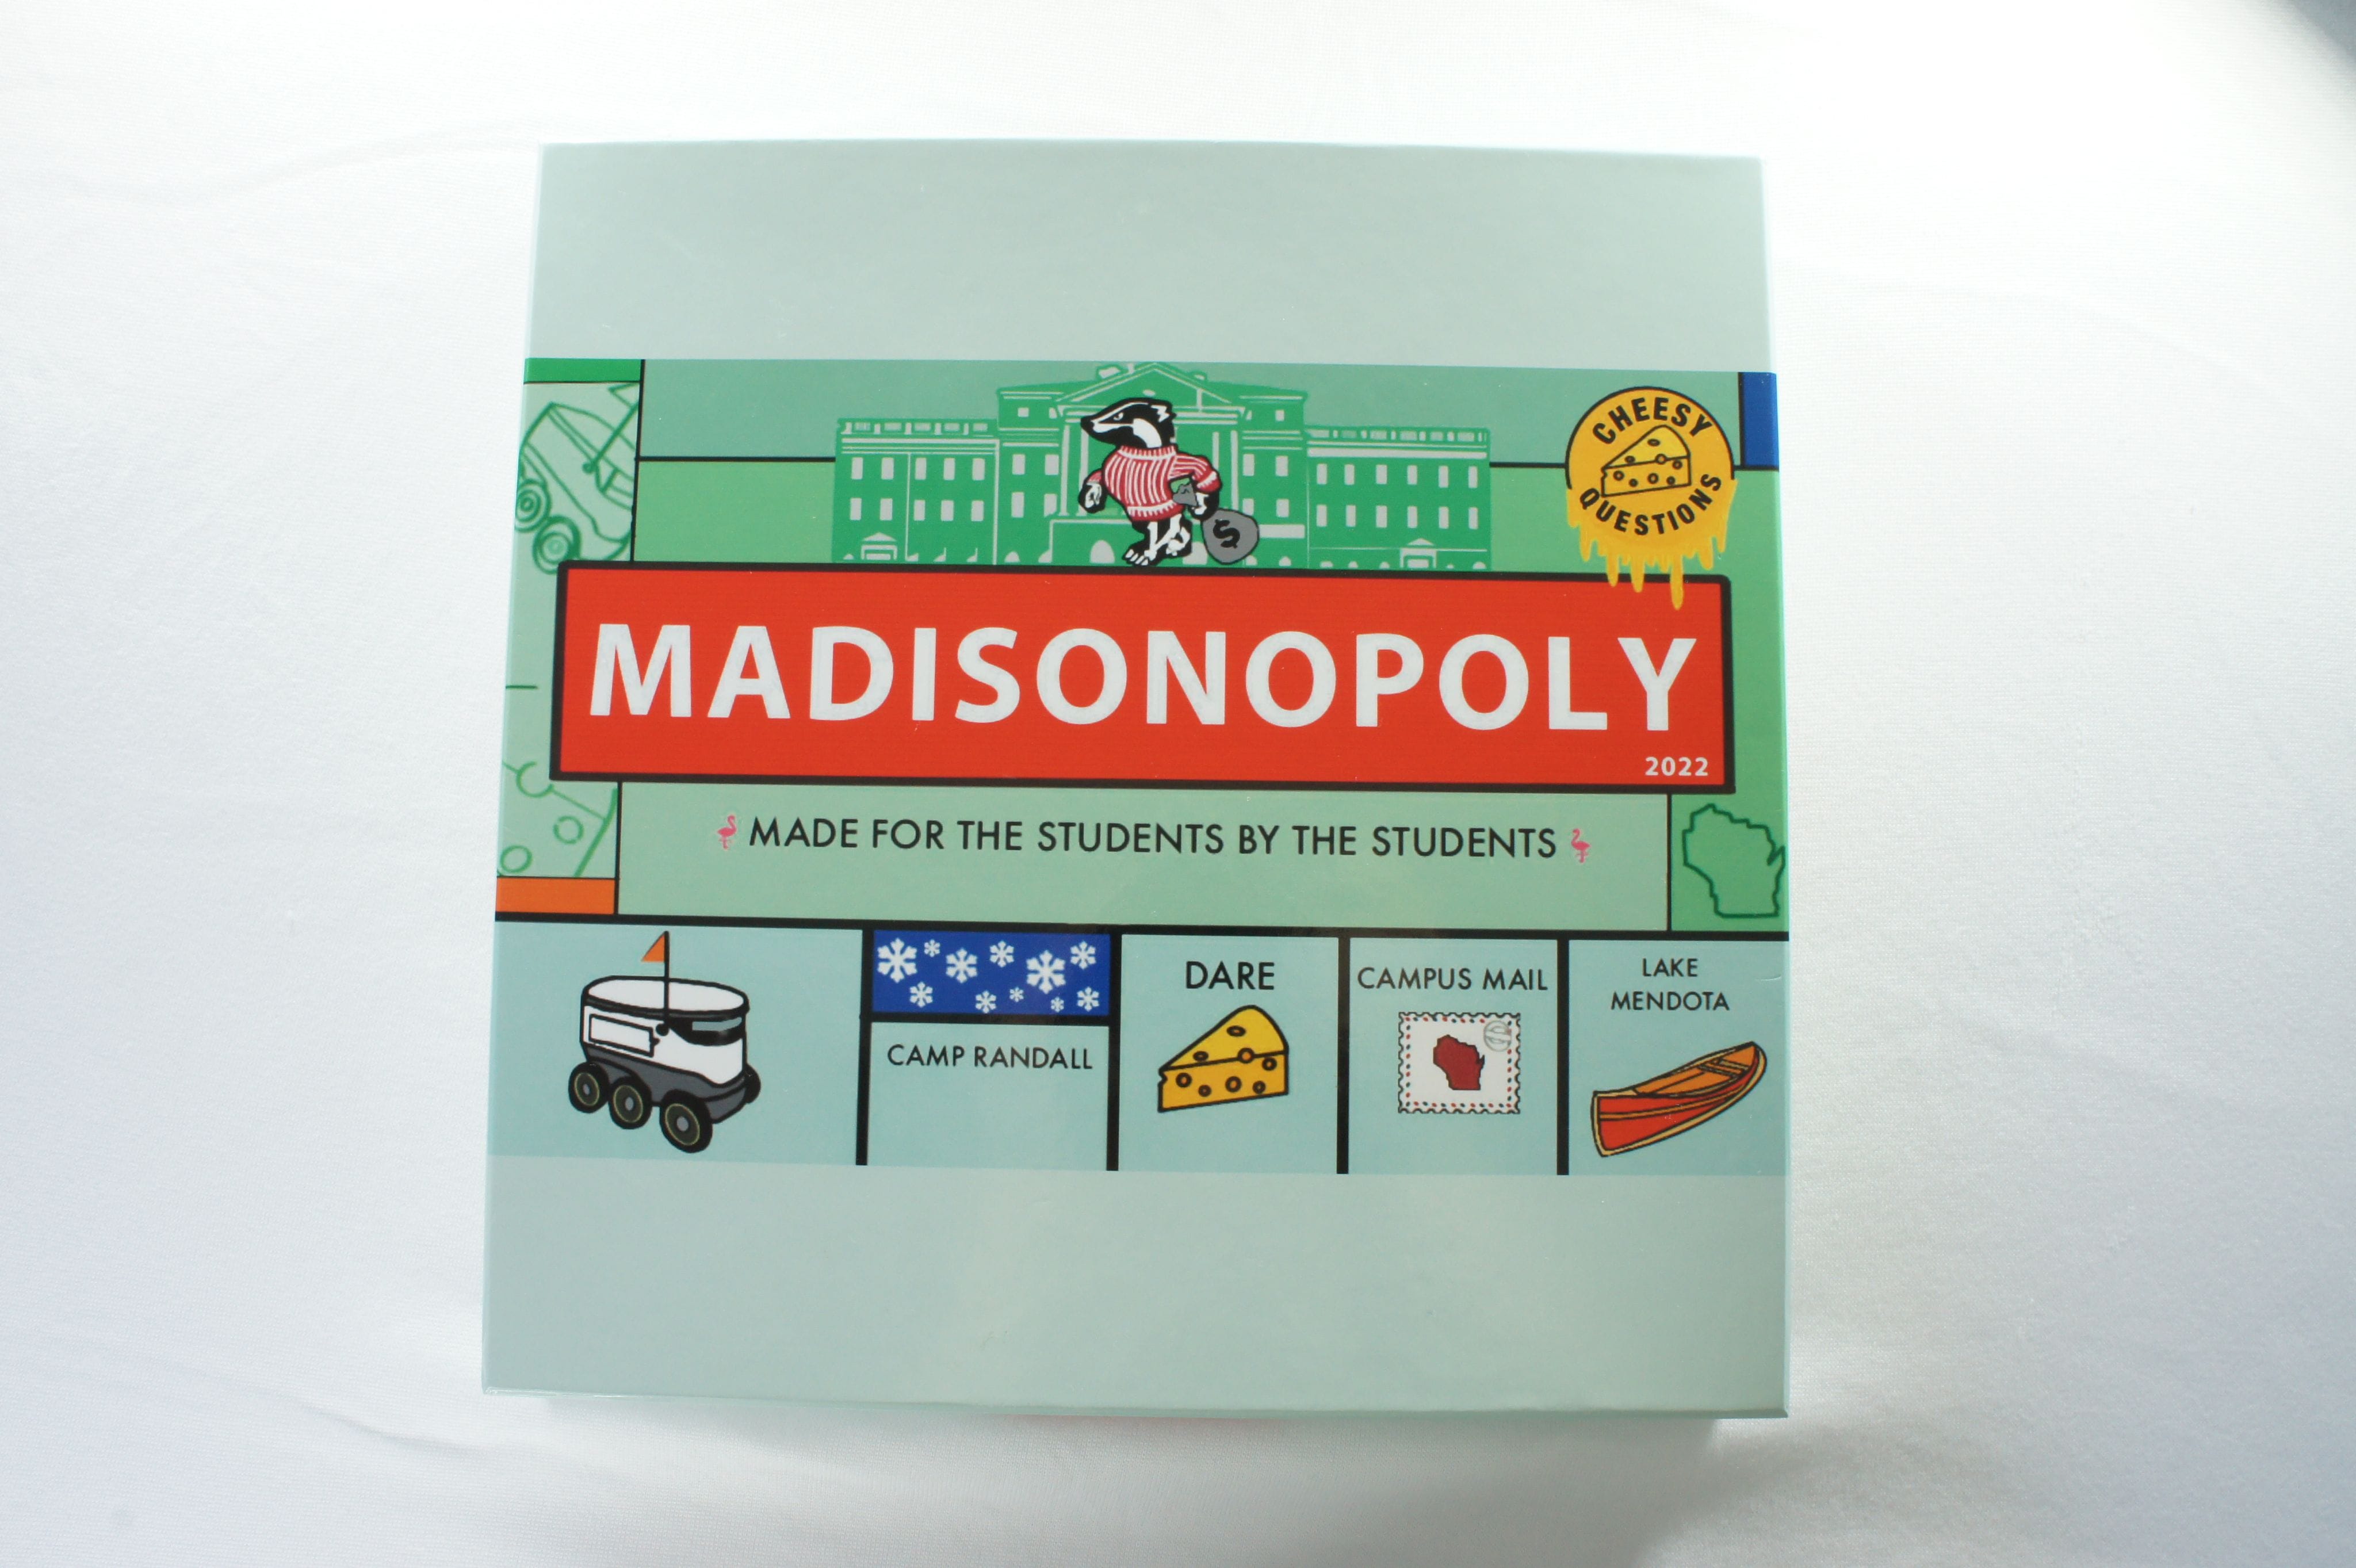 CHEESY
QUESTIONS
$
MADISONOPOLY
2022
MADE FOR THE STUDENTS BY THE STUDENTS
CAMP RANDALL
DARE
CAMPUS MAIL
LAKE
MENDOTA